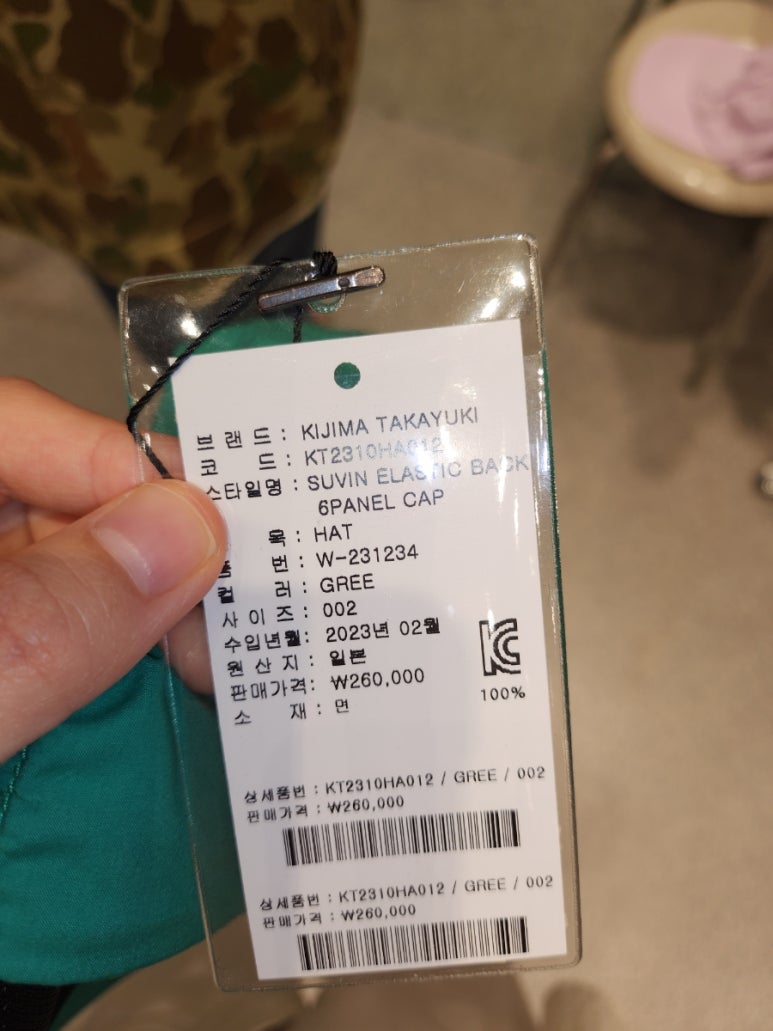 브랜드 : KIJIMA TAKAYUKI
코 드 : KT2310HA012
스타일명 : SUVIN ELASTIC BACK
6PANEL CAP
목 : HAT
품 번 : W-231234
컬 러 : GREE
사이즈 : 002
수입년월 : 2023년 02월
원산지 : 일본
판매가격 : ₩260,000
소 재 : 면
100%
상세품번 : KT2310HA012 / GREE / 002
판매가격 : ₩260,000
상세품번 : KT2310HA012 / GREE / 002
판매가격 : ₩260,000